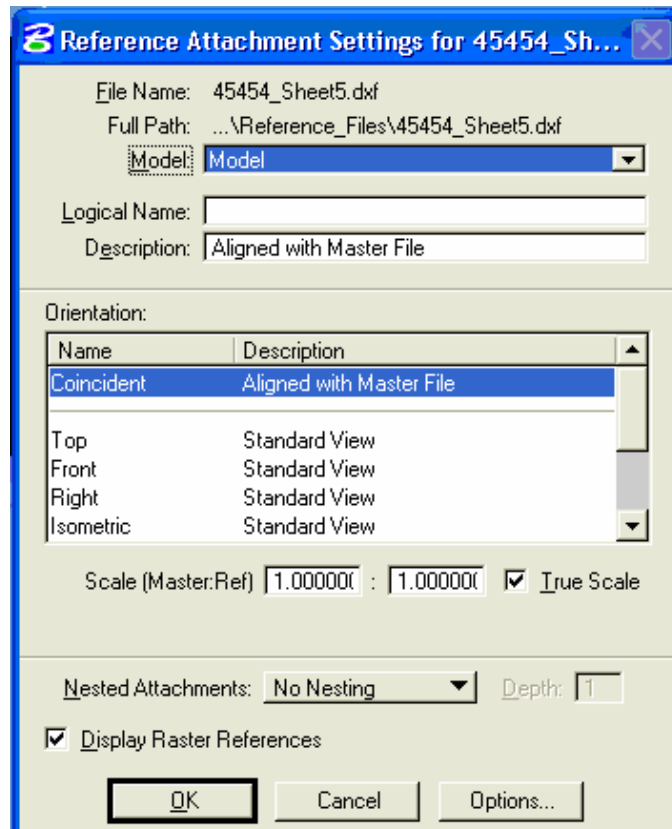 Reference Attachment Settings for 45454_Sh...
File Name: 45454_Sheet5.dxf
Full Path: ...\Reference_Files\45454_Sheet5.dxf
Model: Model
Logical Name:
Description: Aligned with Master File
Orientation:
Name Description
Coincident Aligned with Master File
Top Standard View
Front Standard View
Right Standard View
Isometric Standard View
Scale (Master:Ref) 1.000000 : 1.000000 True Scale
Nested Attachments: No Nesting Depth: 1
Display Raster References
OK Cancel Options...